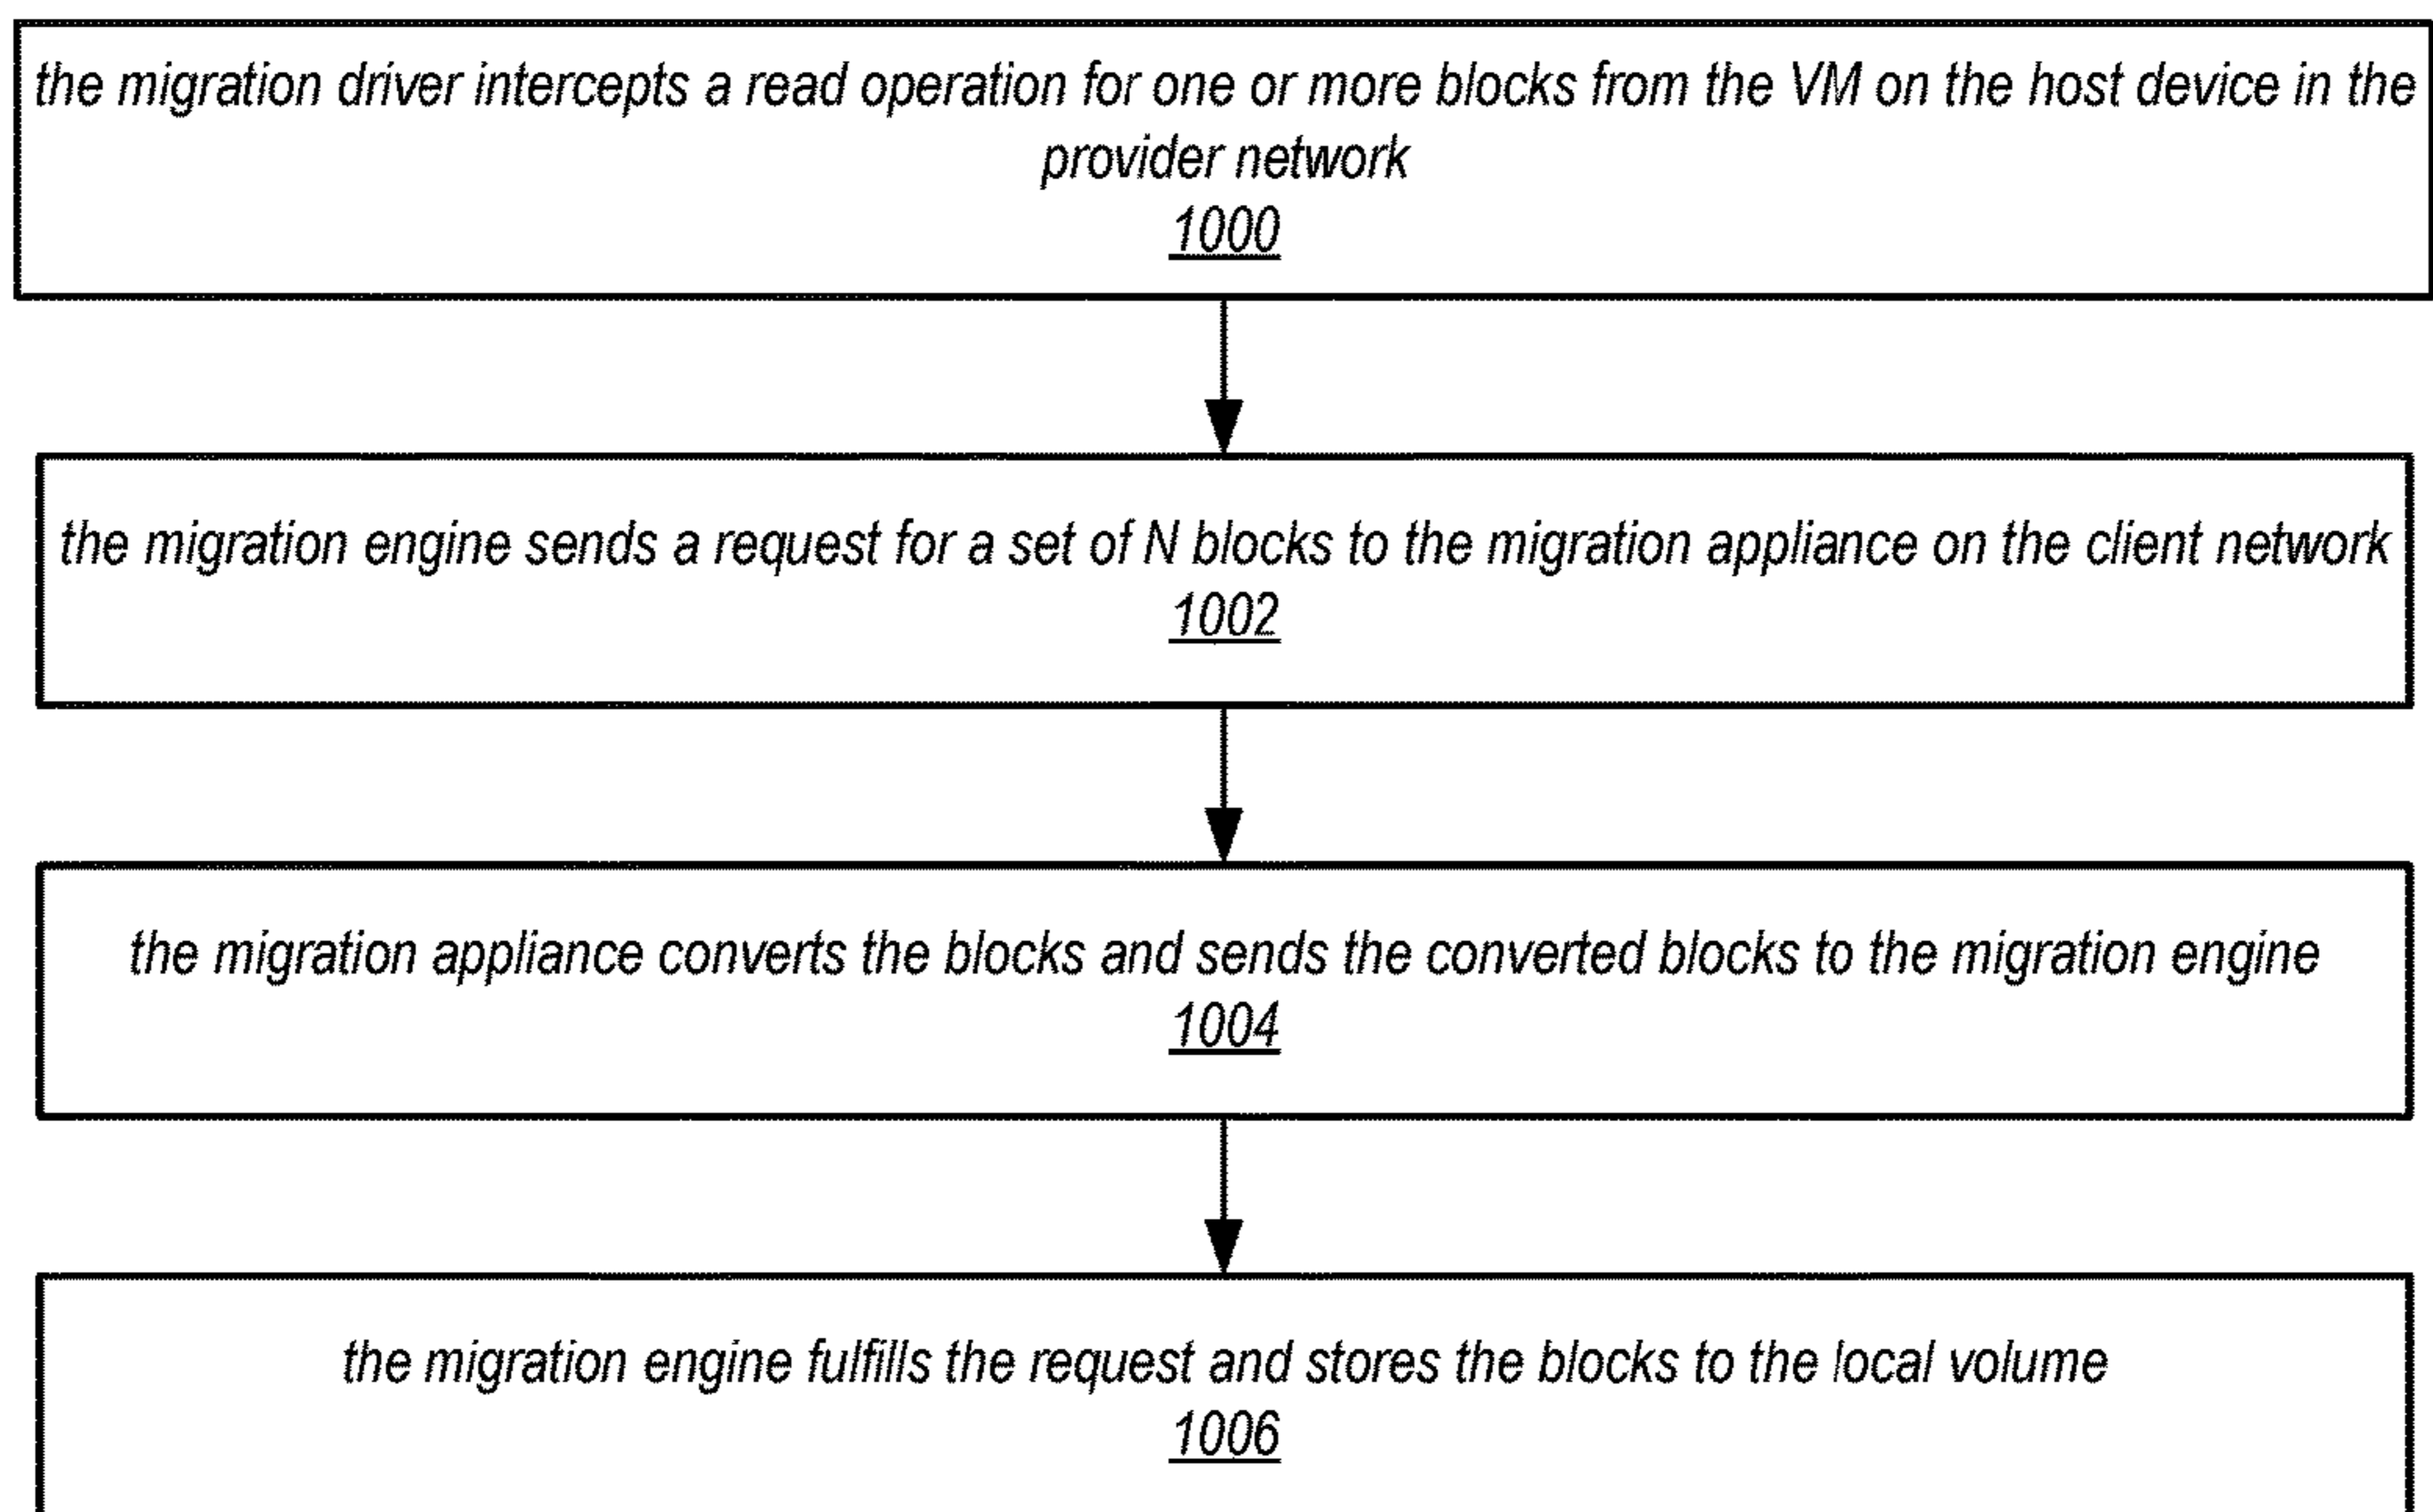 the migration driver intercepts a read operation for one or more blocks from the VM on the host device in the
provider network
1000
the migration engine sends a request for a set of N blocks to the migration appliance on the client network
1002
the migration appliance converts the blocks and sends the converted blocks to the migration engine
1004
the migration engine fulfills the request and stores the blocks to the local volume
1006